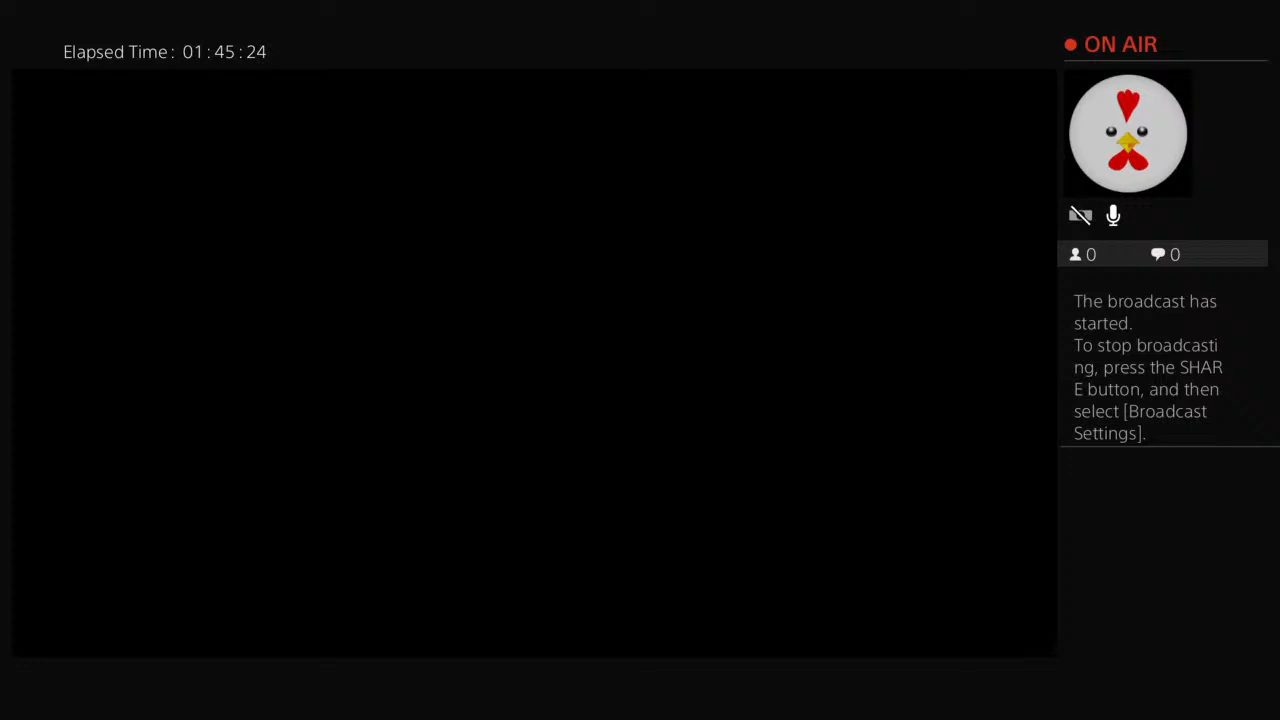 Elapsed Time: 01:45:24
ON AIR
0 0
The broadcast has
started.
To stop broadcasti
ng, press the SHAR
E button, and then
select [Broadcast
Settings].